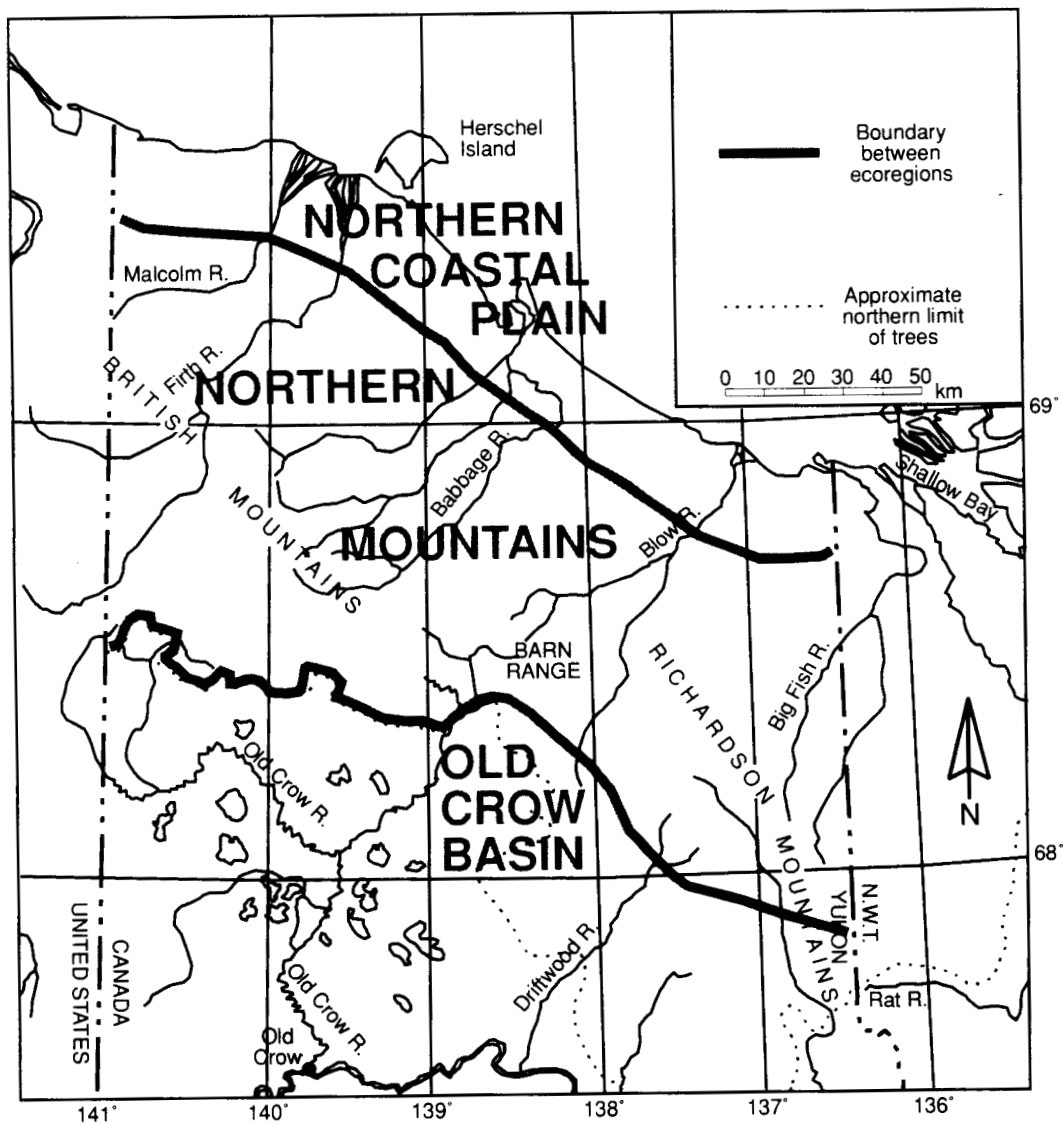 Herschel
Island
Boundary
between
ecoregions
NORTHERN
COASTAL
PLAIN
Malcolm R.
Approximate
northern limit
of trees
0 10 20 30 40 50 km
BRITISH
Firth R.
NORTHERN
69°
MOUNTAINS
Babbage R.
Shallow Bay
MOUNTAINS
Blow R.
BARN
RANGE
RICHARDSON
Big Fish R.
Old Crow R.
OLD
CROW
BASIN
N
68°
MOUNTAINS
YUKON
N.W.T.
UNITED STATES
CANADA
Driftwood R.
Old Crow R.
Rat R.
Old
Crow
141° 140° 139° 138° 137° 136°